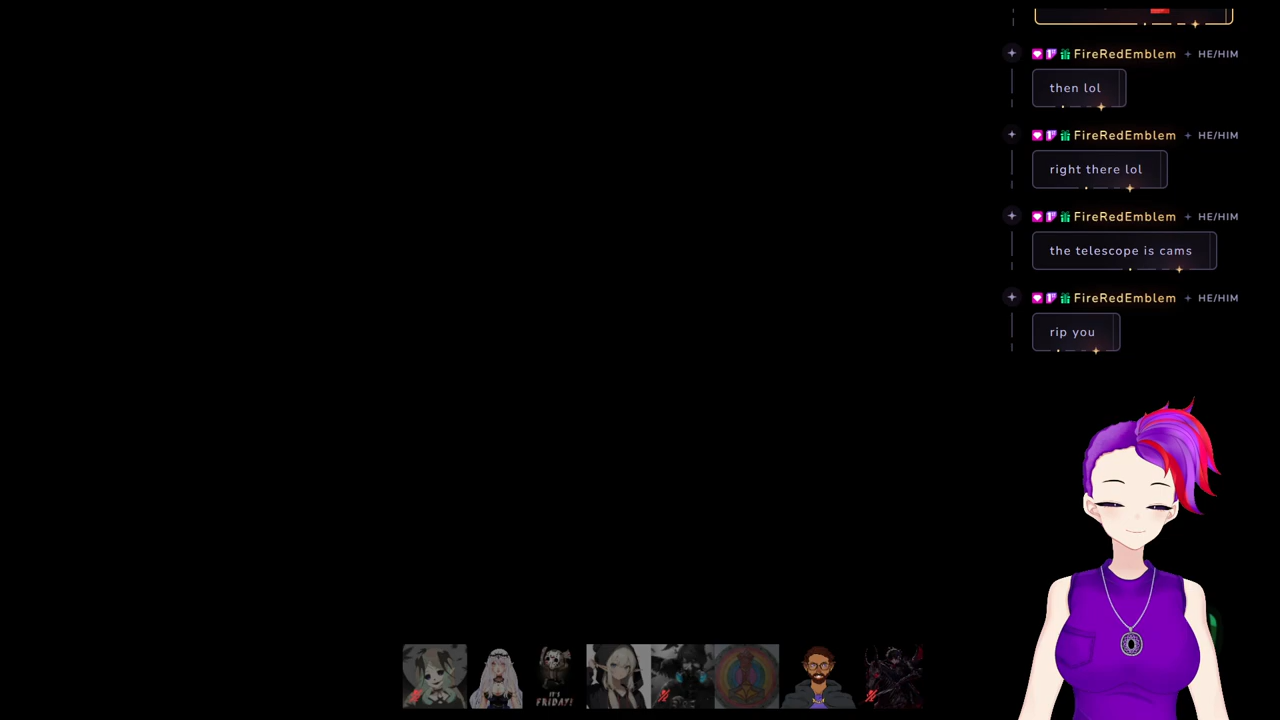 FireRedEmblem HE/HIM
then lol
FireRedEmblem HE/HIM
right there lol
FireRedEmblem HE/HIM
the telescope is cams
FireRedEmblem HE/HIM
rip you
IT'S
FRIDAY!